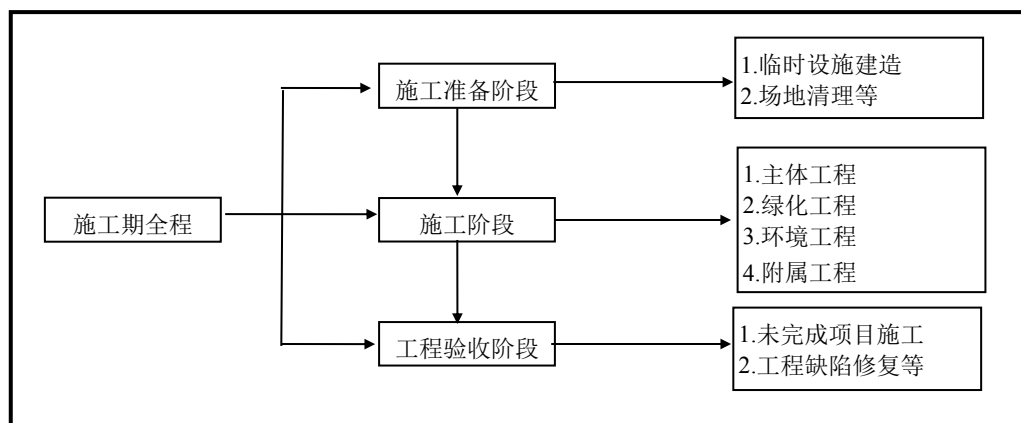 施工准备阶段
1.临时设施建造
2.场地清理等
施工期全程
施工阶段
1.主体工程
2.绿化工程
3.环境工程
4.附属工程
工程验收阶段
1.未完成项目施工
2.工程缺陷修复等